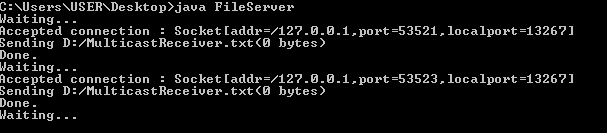 C:\Users\USER\Desktop>java FileServer
Waiting...
Accepted connection : Socket[addr=/127.0.0.1,port=53521,localport=13267]
Sending D:/MulticastReceiver.txt(0 bytes)
Done.
Waiting...
Accepted connection : Socket[addr=/127.0.0.1,port=53523,localport=13267]
Sending D:/MulticastReceiver.txt(0 bytes)
Done.
Waiting...